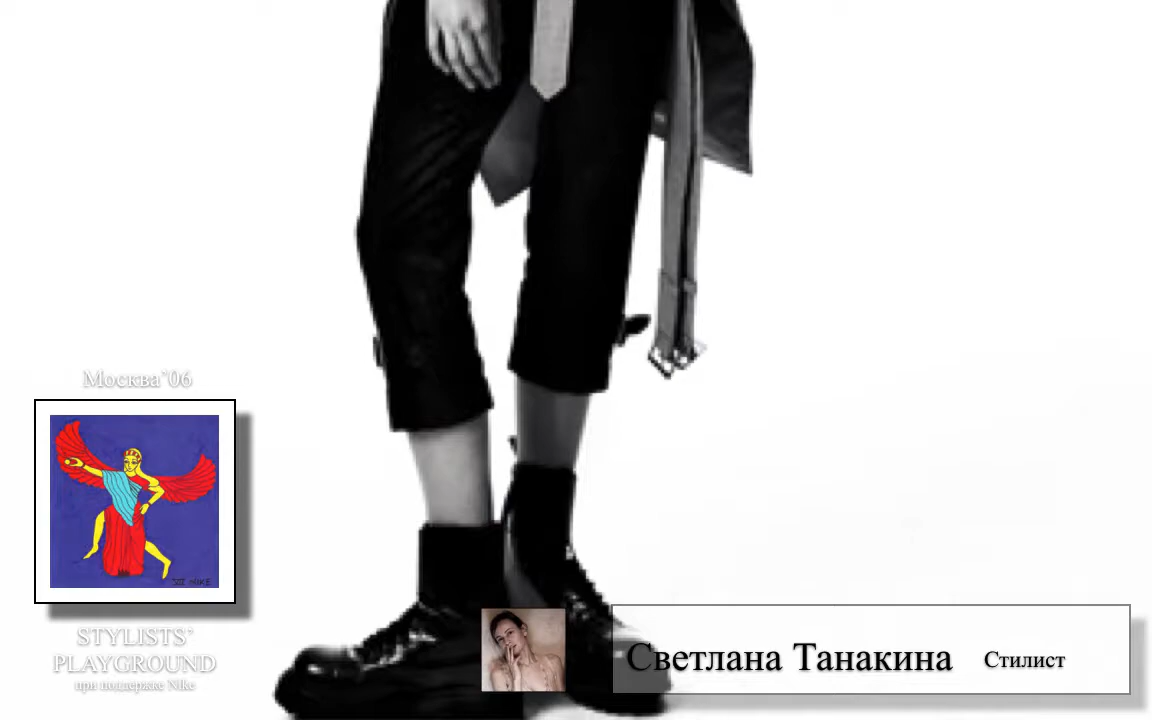 Москва'06
STYLISTS'
PLAYGROUND
при поддержке Nike
Светлана Танакина Стилист